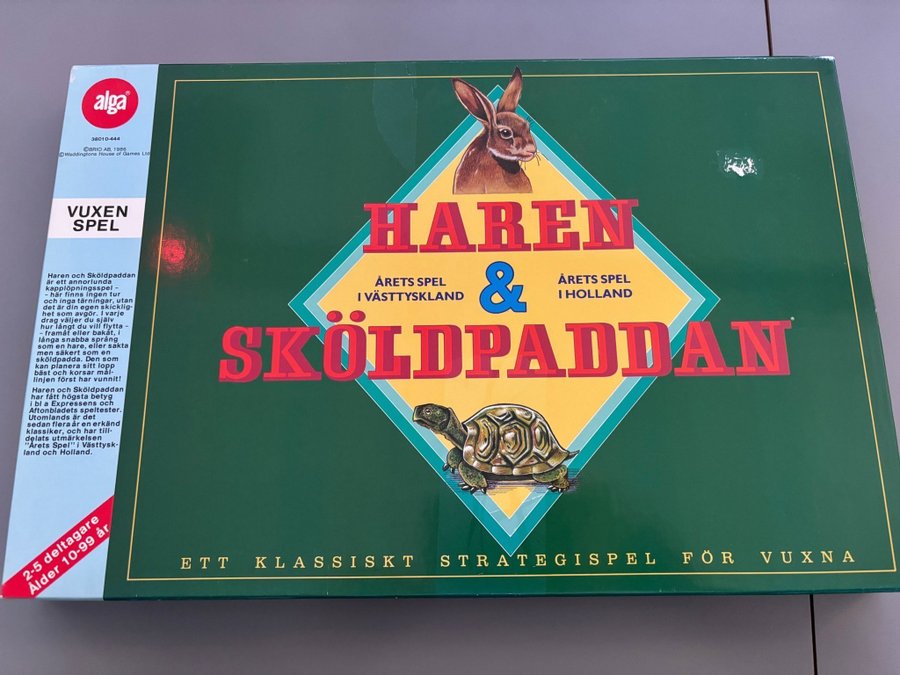 alga®
38010-444
©BRIO AB, 1986
©Waddingtons House of Games Ltd
VUXEN
SPEL
Haren och Sköldpaddan
är ett annorlunda
kapplöpningsspel –
– här finns ingen tur
och inga tärningar, utan
det är din egen skicklig-
het som avgör. I varje
drag väljer du själv
hur långt du vill flytta –
– framåt eller bakåt, i
långa snabba språng
som en hare, eller sakta
men säkert som en
sköldpadda. Den som
kan planera sitt lopp
bäst och korsar mål-
linjen först har vunnit!
Haren och Sköldpaddan
har fått högsta betyg
i bl a Expressens och
Aftonbladets speltester.
Utomlands är det
sedan flera år en erkänd
klassiker, och har till-
delats utmärkelsen
"Årets Spel" i Västtysk-
land och Holland.
2-5 deltagare
Ålder 10-99 år
HAREN
ÅRETS SPEL
I VÄSTTYSKLAND
&
ÅRETS SPEL
I HOLLAND
SKÖLDPADDAN
ETT KLASSISKT STRATEGISPEL FÖR VUXNA